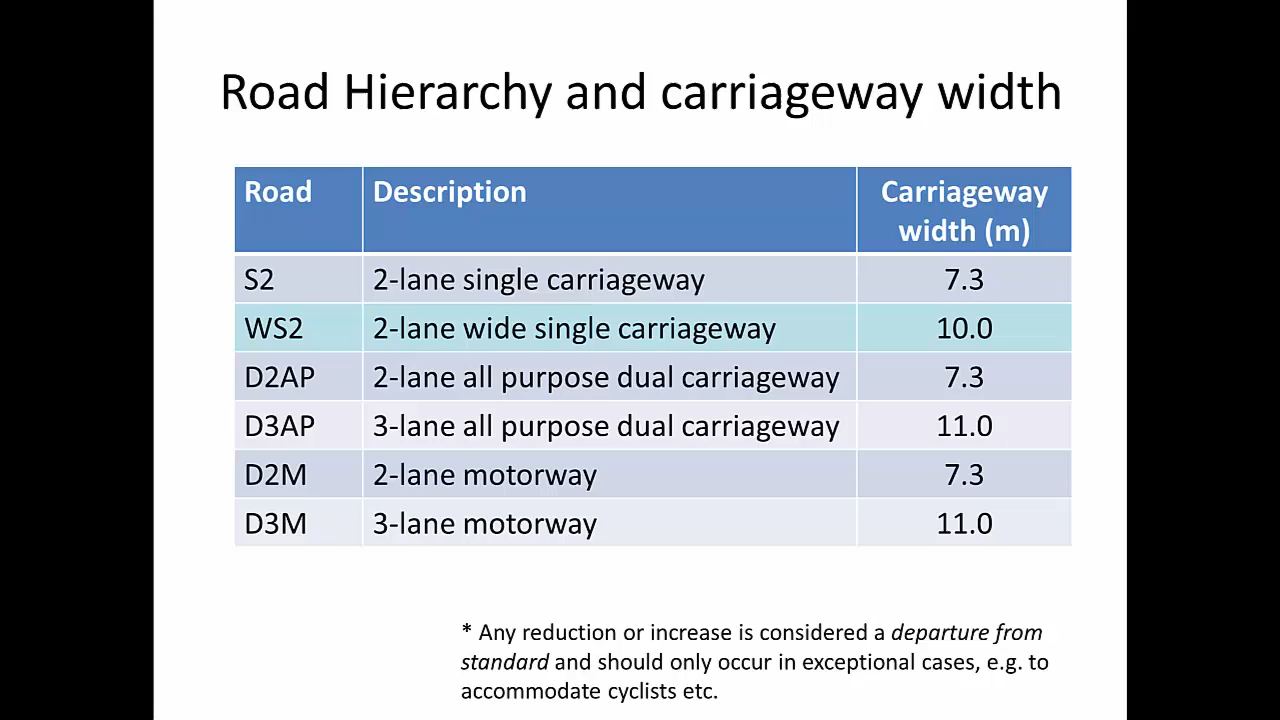 Road Hierarchy and carriageway width
Road Description Carriageway
width (m)
S2 2-lane single carriageway 7.3
WS2 2-lane wide single carriageway 10.0
D2AP 2-lane all purpose dual carriageway 7.3
D3AP 3-lane all purpose dual carriageway 11.0
D2M 2-lane motorway 7.3
D3M 3-lane motorway 11.0
* Any reduction or increase is considered a departure from
standard and should only occur in exceptional cases, e.g. to
accommodate cyclists etc.